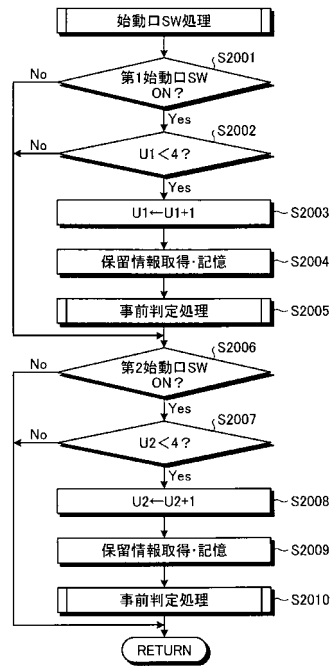 始動口SW処理
S2001
No
第1始動口SW
ON?
Yes
S2002
No
U1<4?
Yes
U1←U1+1
S2003
保留情報取得・記憶
S2004
事前判定処理
S2005
S2006
No
第2始動口SW
ON?
Yes
S2007
No
U2<4?
Yes
U2←U2+1
S2008
保留情報取得・記憶
S2009
事前判定処理
S2010
RETURN